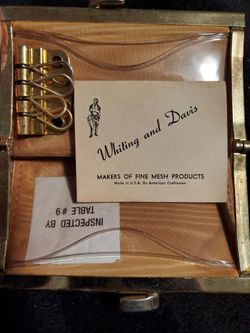 Whiting and Davis
MAKERS OF FINE MESH PRODUCTS
Made in U.S.A. By American Craftsmen
INSPECTED BY
TABLE # 9